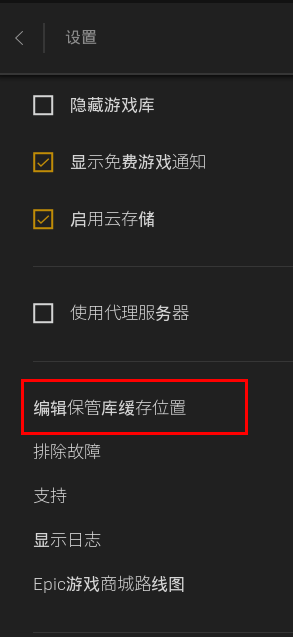 设置
隐藏游戏库
显示免费游戏通知
启用云存储
使用代理服务器
编辑保管库缓存位置
排除故障
支持
显示日志
Epic游戏商城路线图